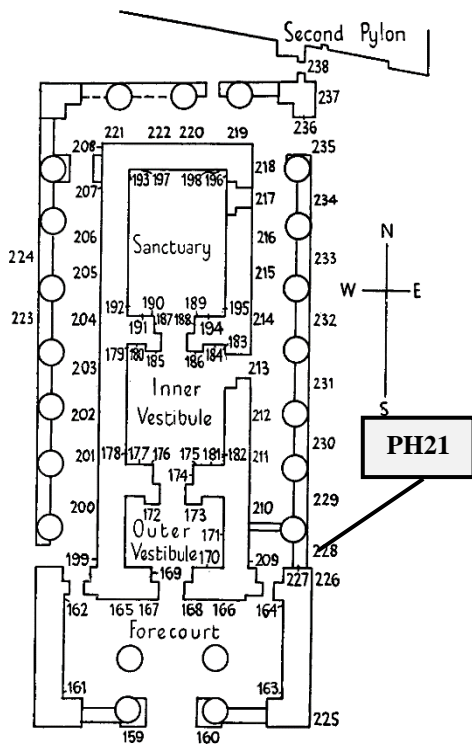 Second Pylon
238
237
236
221 222 220 219
208
235
218
193 197 198 196
207
217
234
206
216
Sanctuary
224
233
205
215
N
W E
S
192 190 189 195
187 188
223
204
191 194
214
232
183
179 180 185
186 184
203
213
231
Inner
Vestibule
202
212
PH21
230
178 177 176 175 181 182
201
211
174
229
200
172 173
210
Outer
171
Vestibule
228
170
199
169
209
227 226
162
165 167 168 166
164
Forecourt
161
163
225
159 160